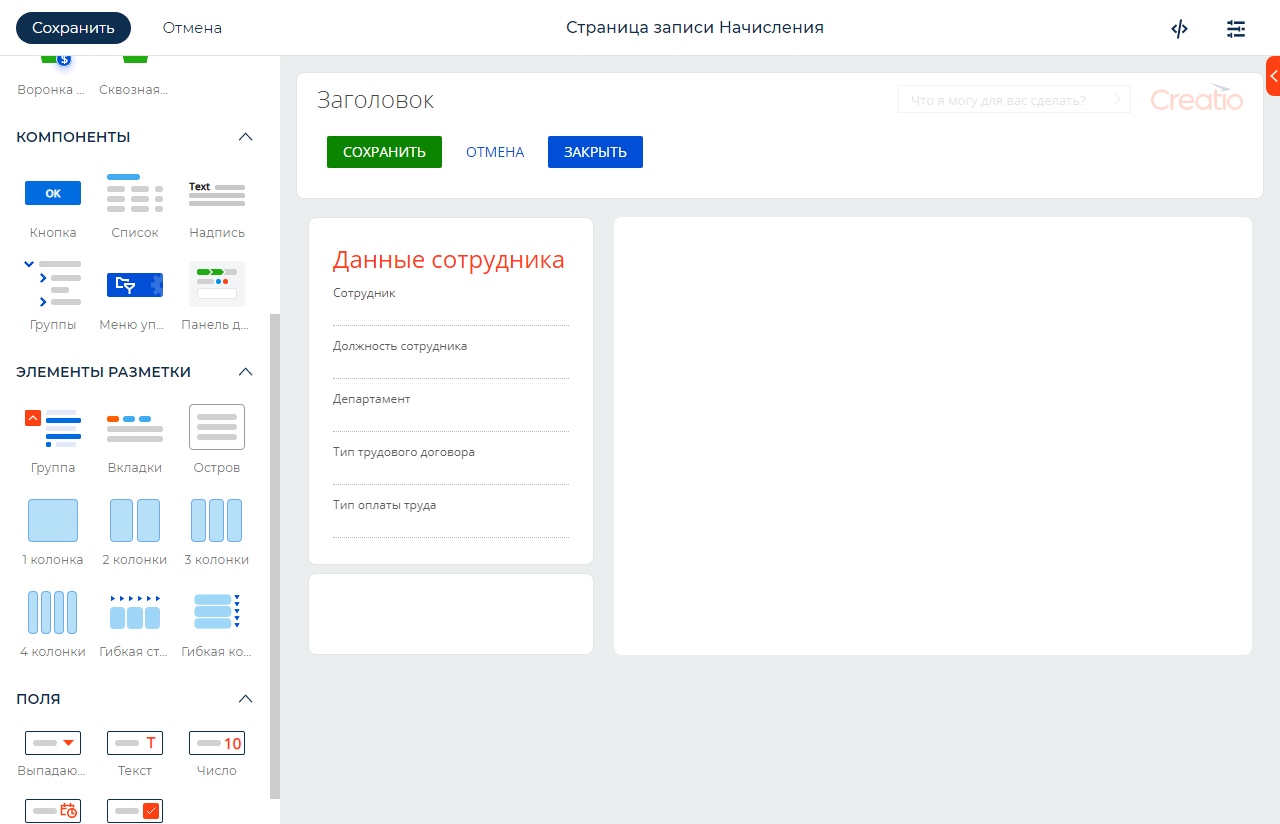 Сохранить
Отмена
Страница записи Начисления
Воронка ...
Сквозная...
КОМПОНЕНТЫ
OK
Text
Кнопка
Список
Надпись
Группы
Меню уп...
Панель д...
ЭЛЕМЕНТЫ РАЗМЕТКИ
Группа
Вкладки
Остров
1 колонка
2 колонки
3 колонки
4 колонки
Гибкая ст...
Гибкая ко...
ПОЛЯ
T
10
Выпадаю...
Текст
Число
Заголовок
Что я могу для вас сделать?
Creatio
СОХРАНИТЬ
ОТМЕНА
ЗАКРЫТЬ
Данные сотрудника
Сотрудник
Должность сотрудника
Департамент
Тип трудового договора
Тип оплаты труда